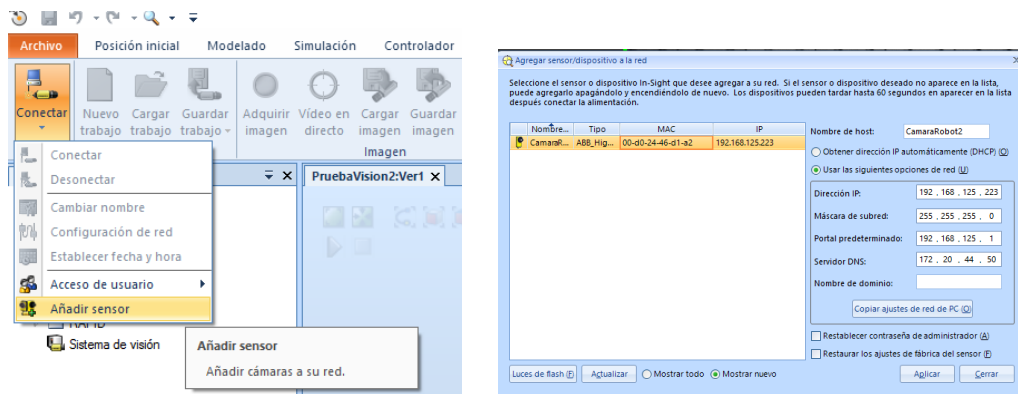 Archivo Posición inicial Modelado Simulación Controlador
Conectar
Nuevo trabajo
Cargar trabajo
Guardar trabajo
Adquirir imagen
Vídeo en directo
Cargar imagen
Guardar imagen
Imagen
Conectar
Desonectar
Cambiar nombre
Configuración de red
Establecer fecha y hora
Acceso de usuario
Añadir sensor
RAPID
Sistema de visión
PruebaVision2:Ver1 X
Añadir sensor
Añadir cámaras a su red.
Agregar sensor/dispositivo a la red
Seleccione el sensor o dispositivo In-Sight que desee agregar a su red. Si el sensor o dispositivo deseado no aparece en la lista,
puede agregarlo apagándolo y encendiéndolo de nuevo. Los dispositivos pueden tardar hasta 60 segundos en aparecer en la lista
después conectar la alimentación.
Nombre... Tipo MAC IP
CamaraR... ABB_Hig... 00-d0-24-46-d1-a2 192.168.125.223
Nombre de host: CamaraRobot2
Obtener dirección IP automáticamente (DHCP) (O)
Usar las siguientes opciones de red (U)
Dirección IP: 192 . 168 . 125 . 223
Máscara de subred: 255 . 255 . 255 . 0
Portal predeterminado: 192 . 168 . 125 . 1
Servidor DNS: 172 . 20 . 44 . 50
Nombre de dominio:
Copiar ajustes de red de PC (O)
Restablecer contraseña de administrador (A)
Restaurar los ajustes de fábrica del sensor (F)
Luces de flash (F) Actualizar Mostrar todo Mostrar nuevo Aplicar Cerrar